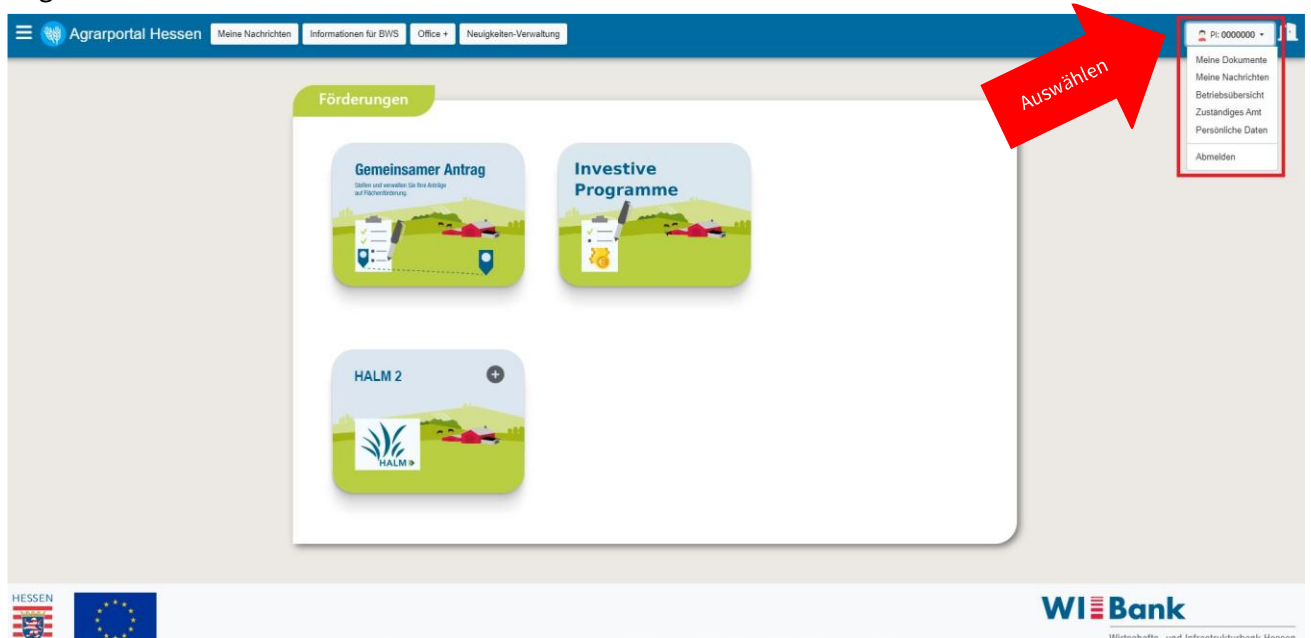 Agrarportal Hessen Meine Nachrichten Informationen für BWS Office + Neuigkeiten-Verwaltung PI: 0000000
Meine Dokumente
Meine Nachrichten
Betriebsübersicht
Zuständiges Amt
Persönliche Daten
Abmelden
Auswählen
Förderungen
Gemeinsamer Antrag
Stellen und verwalten Sie Ihre Anträge
auf Flächenförderung.
Investive
Programme
HALM 2
HALM
HESSEN
WIBank
Wirtschafts- und Infrastrukturbank Hessen